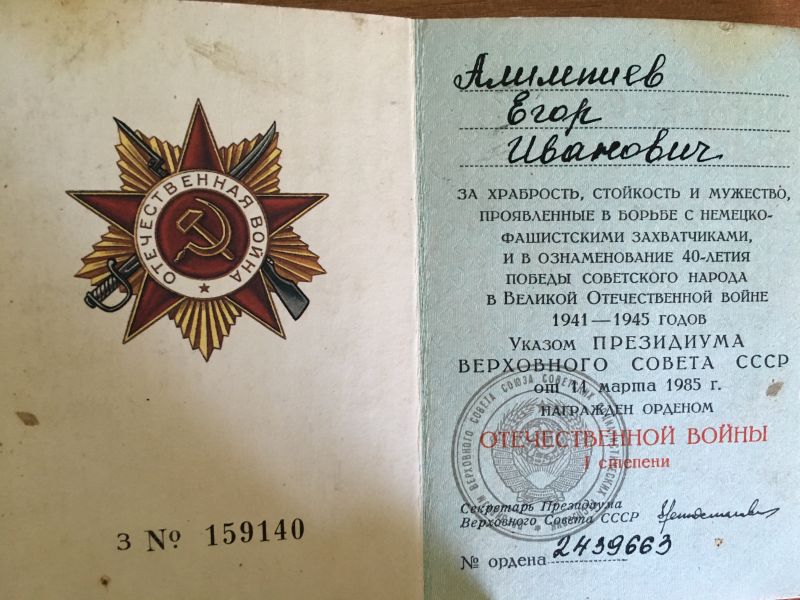 ОТЕЧЕСТВЕННАЯ ВОЙНА
З № 159140
Алимпиев
Егор
Иванович
ЗА ХРАБРОСТЬ, СТОЙКОСТЬ И МУЖЕСТВО,
ПРОЯВЛЕННЫЕ В БОРЬБЕ С НЕМЕЦКО-
ФАШИСТСКИМИ ЗАХВАТЧИКАМИ,
И В ОЗНАМЕНОВАНИЕ 40-ЛЕТИЯ
ПОБЕДЫ СОВЕТСКОГО НАРОДА
В ВЕЛИКОЙ ОТЕЧЕСТВЕННОЙ ВОЙНЕ
1941—1945 ГОДОВ
УКАЗОМ ПРЕЗИДИУМА
ВЕРХОВНОГО СОВЕТА СССР
от 11 марта 1985 г.
НАГРАЖДЕН ОРДЕНОМ
ОТЕЧЕСТВЕННОЙ ВОЙНЫ
I степени
Секретарь Президиума
Верховного Совета СССР
№ ордена 2439663